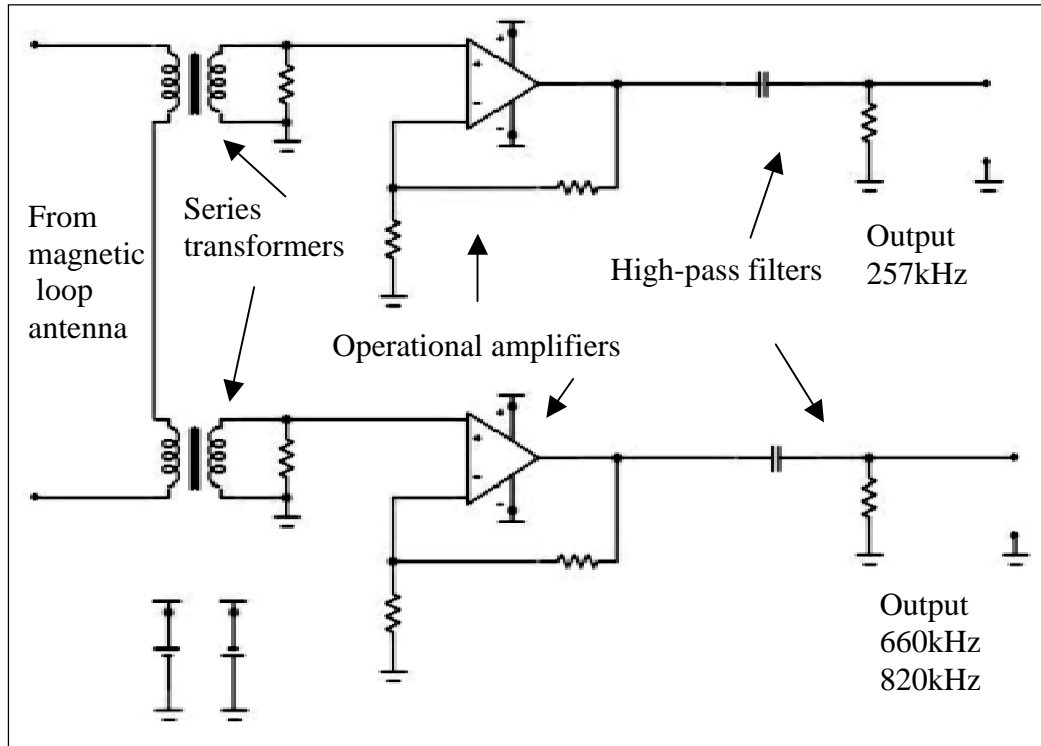 From
magnetic
loop
antenna
Series
transformers
Operational amplifiers
High-pass filters
Output
257kHz
Output
660kHz
820kHz
+
-
+
-
+
-
+
-